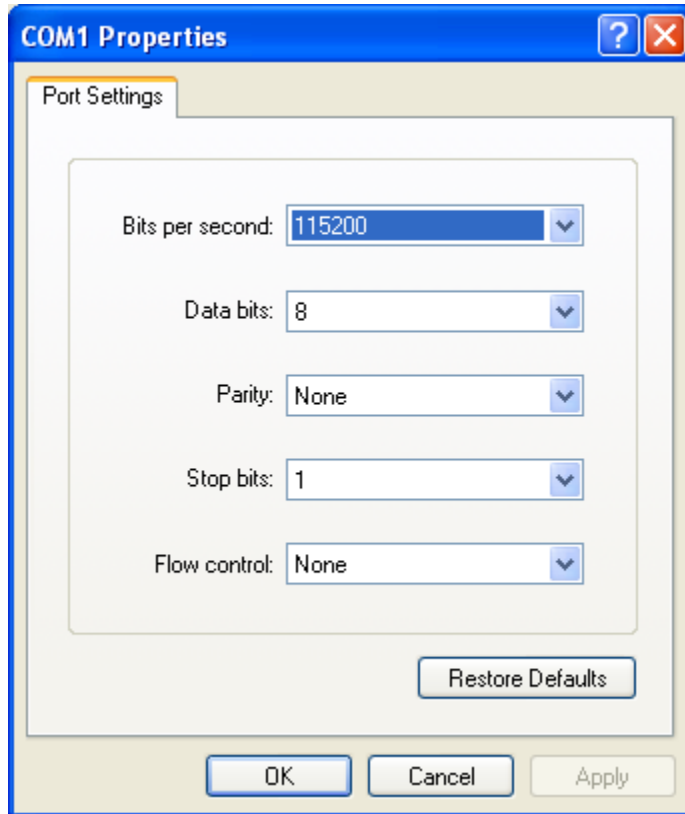 COM1 Properties
Port Settings
Bits per second: 115200
Data bits: 8
Parity: None
Stop bits: 1
Flow control: None
Restore Defaults
OK Cancel Apply